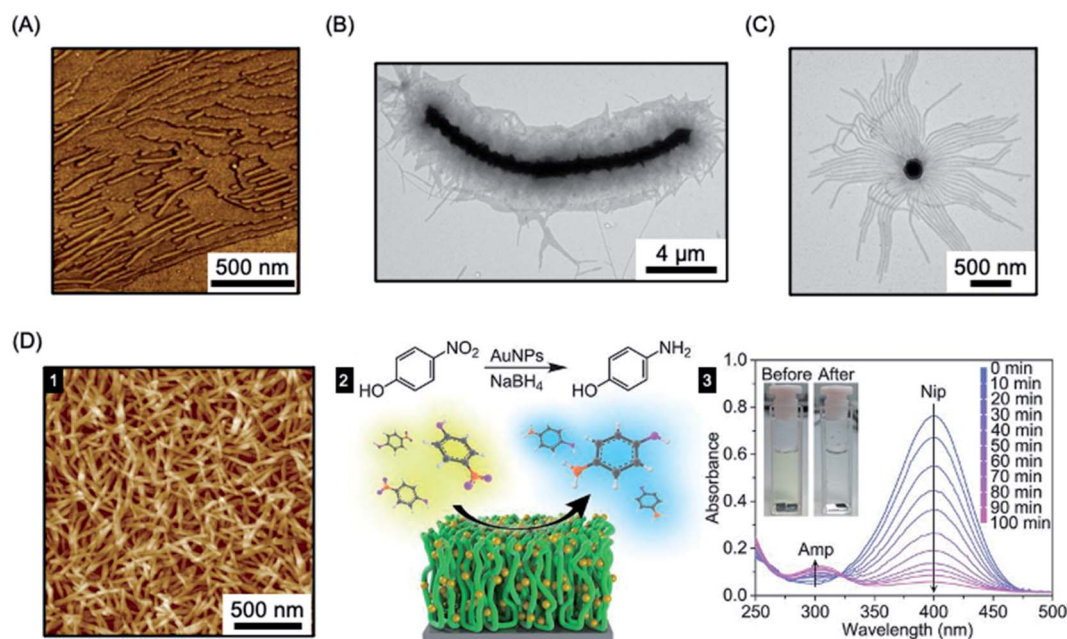 (A)
500 nm
(B)
4 µm
(C)
500 nm
(D)
1
500 nm
2
NO₂
HO
AuNPs
NaBH₄
NH₂
HO
3
Absorbance
1.0
0.8
0.6
0.4
0.2
0.0
Before After
Nip
Amp
0 min
10 min
20 min
30 min
40 min
50 min
60 min
70 min
80 min
90 min
100 min
250 300 350 400 450 500
Wavelength (nm)